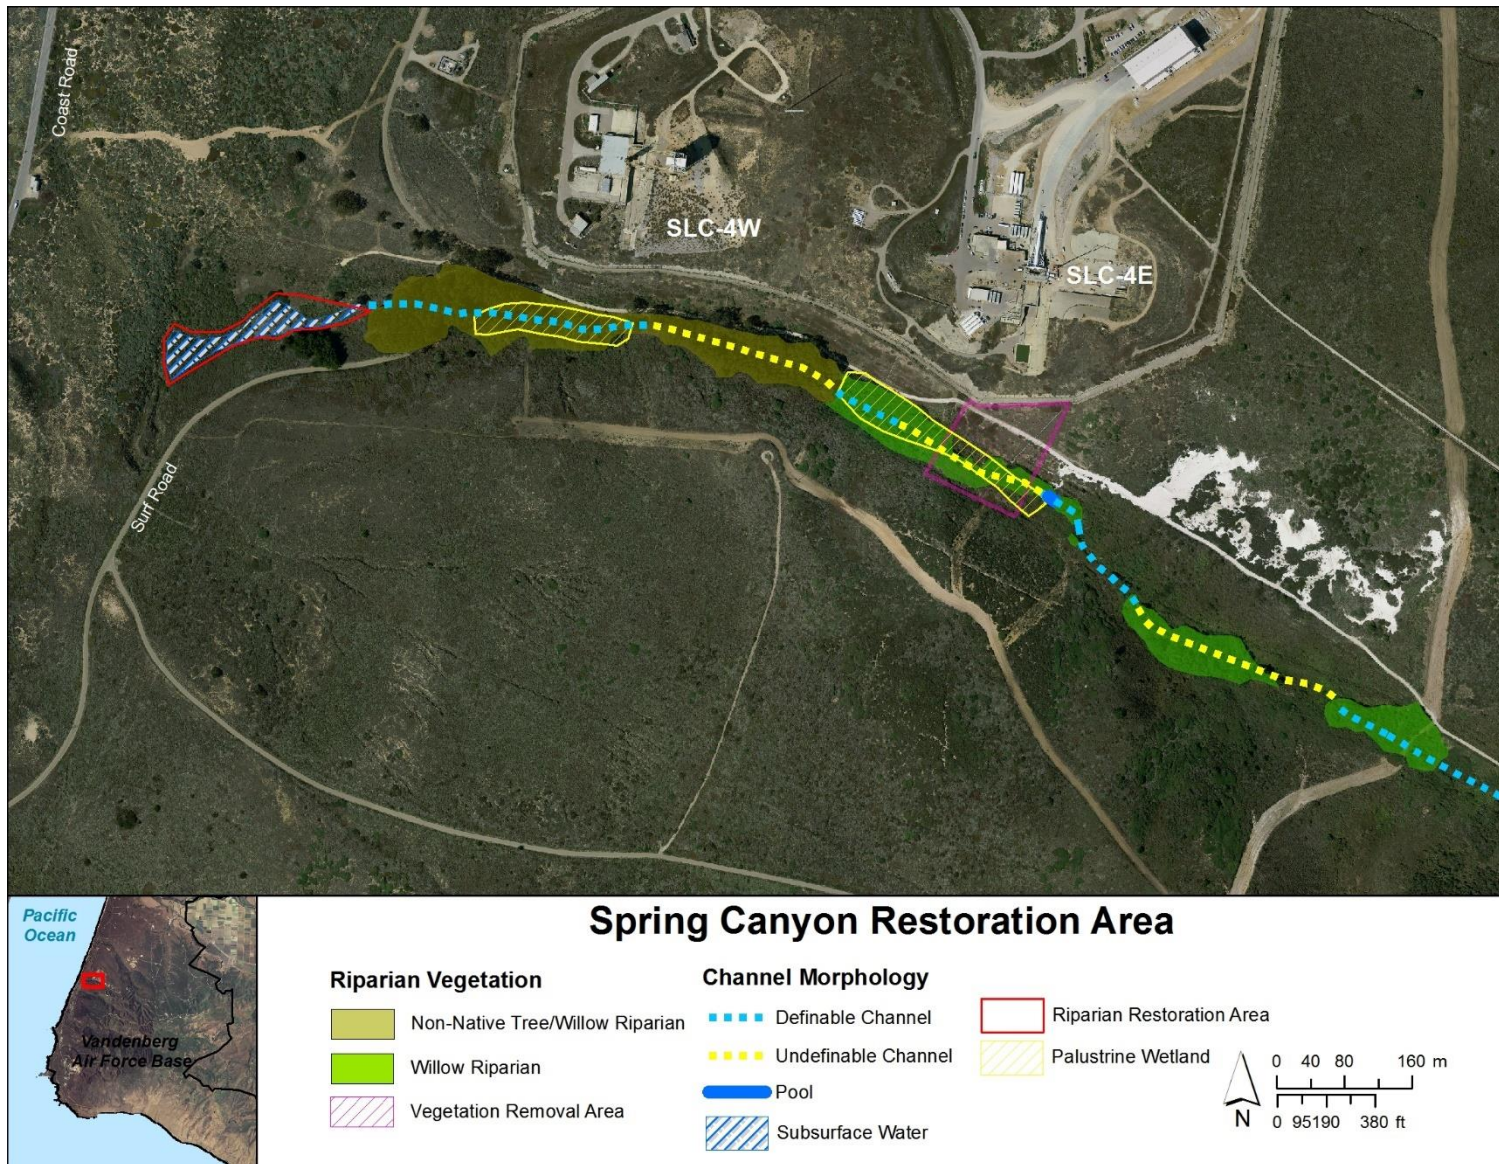 Coast Road
SLC-4W
SLC-4E
Surf Road
Pacific
Ocean
Vandenberg
Air Force Base
Spring Canyon Restoration Area
Riparian Vegetation
Non-Native Tree/Willow Riparian
Willow Riparian
Vegetation Removal Area
Channel Morphology
Definable Channel
Undefinable Channel
Pool
Subsurface Water
Riparian Restoration Area
Palustrine Wetland
N
0 40 80 160 m
0 95190 380 ft